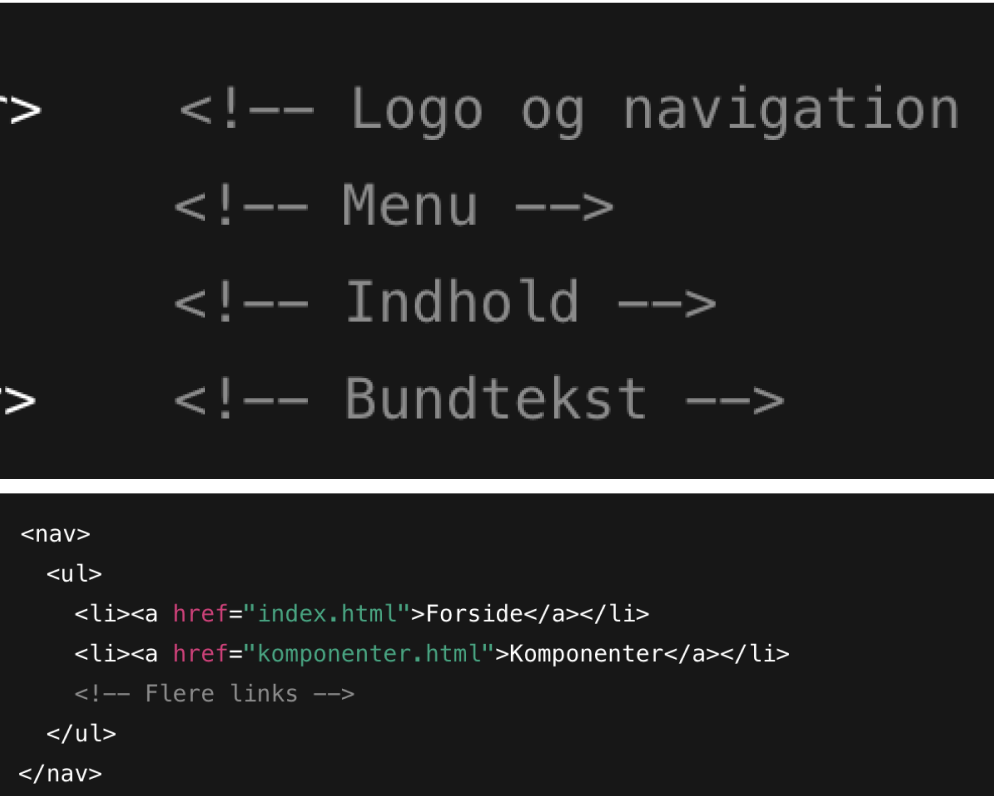 r> <!-- Logo og navigation
<!-- Menu -->
<!-- Indhold -->
> <!-- Bundtekst -->
<nav>
<ul>
<li><a href="index.html">Forside</a></li>
<li><a href="komponenter.html">Komponenter</a></li>
<!-- Flere links -->
</ul>
</nav>